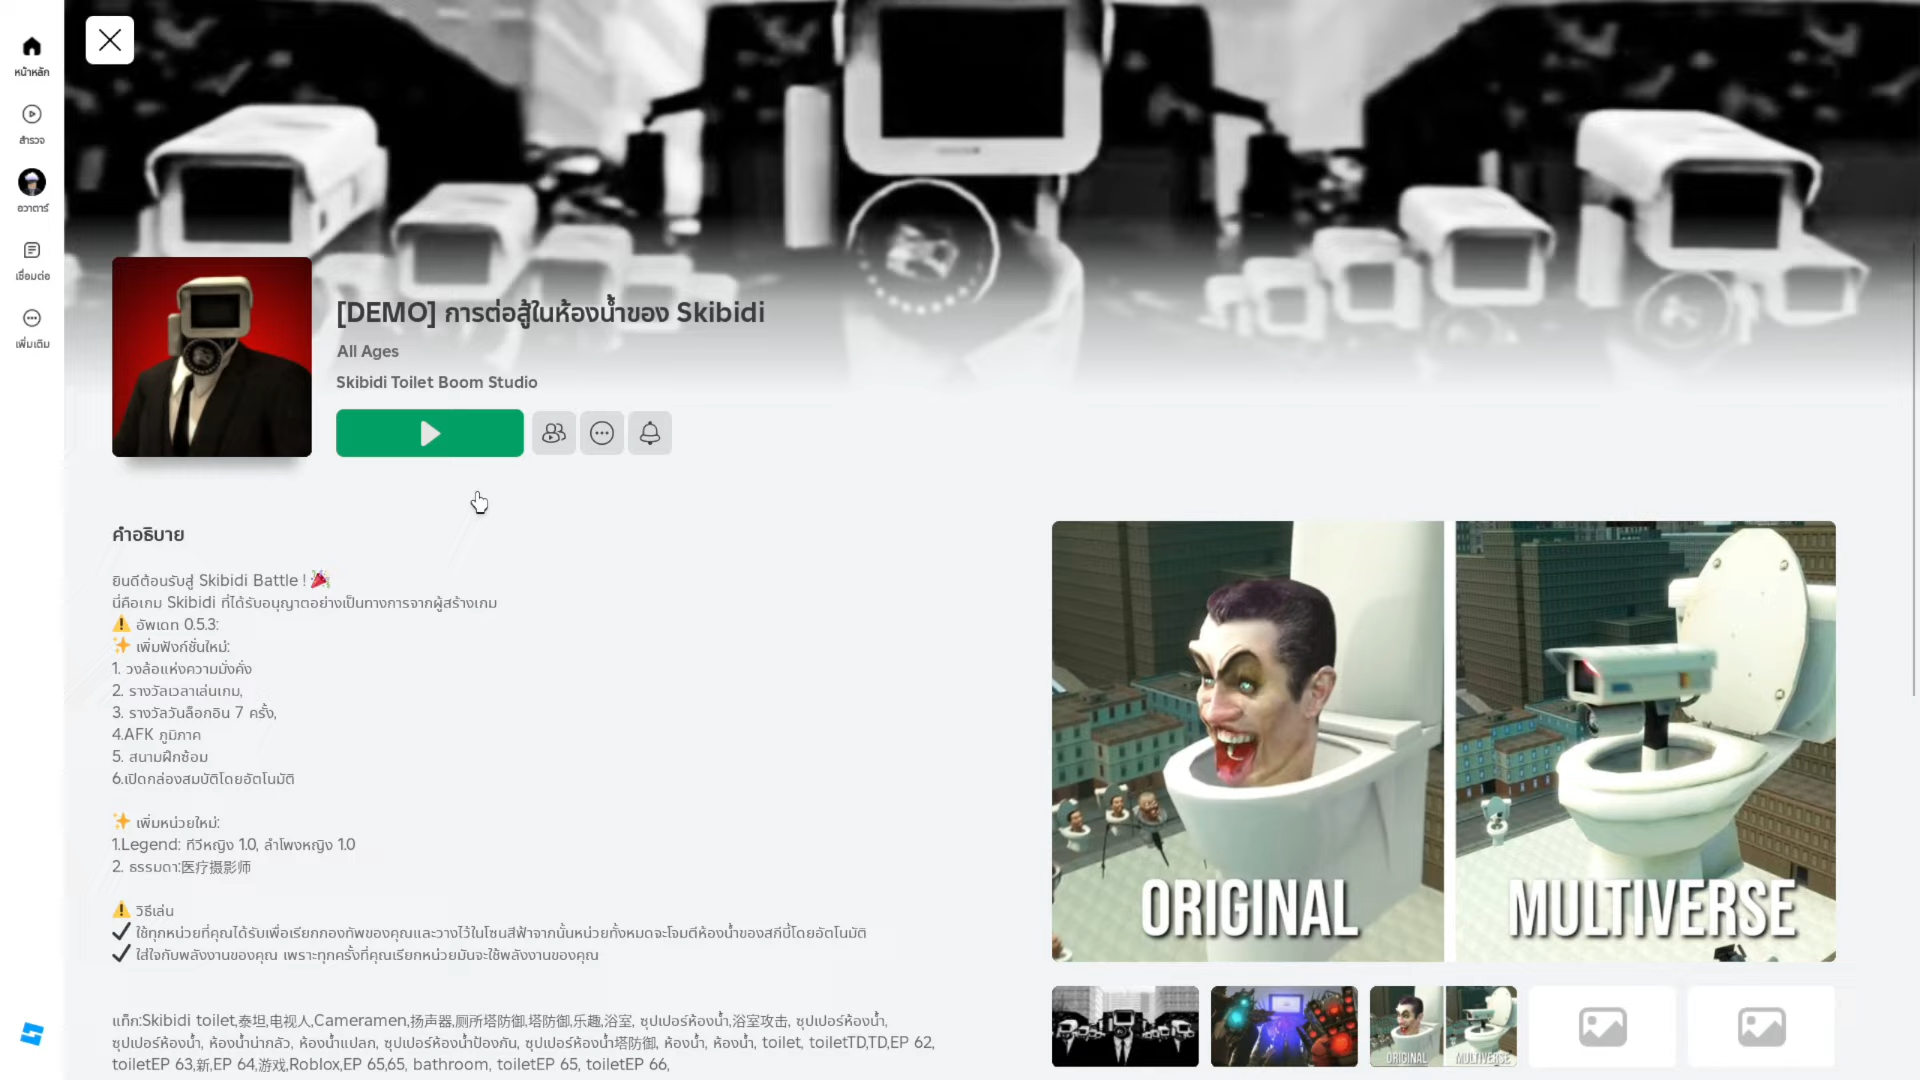 หน้าหลัก
สำรวจ
อวาตาร์
เชื่อมต่อ
เพิ่มเติม
[DEMO] การต่อสู้ในห้องน้ำของ Skibidi
All Ages
Skibidi Toilet Boom Studio
คำอธิบาย
ยินดีต้อนรับสู่ Skibidi Battle !
นี่คือเกม Skibidi ที่ได้รับอนุญาตอย่างเป็นทางการจากผู้สร้างเกม
อัพเดท 0.5.3:
เพิ่มฟังก์ชั่นใหม่:
1. วงล้อแห่งความมั่งคั่ง
2. รางวัลเวลาเล่นเกม,
3. รางวัลวันล็อกอิน 7 ครั้ง,
4.AFK ภูมิภาค
5. สนามฝึกซ้อม
6.เปิดกล่องสมบัติโดยอัตโนมัติ
เพิ่มหน่วยใหม่:
1.Legend: ทีวีหญิง 1.0, ลำโพงหญิง 1.0
2. ธรรมดา:医疗摄影师
วิธีเล่น
ใช้ทุกหน่วยที่คุณได้รับเพื่อเรียกกองทัพของคุณและวางไว้ในโซนสีฟ้าจากนั้นหน่วยทั้งหมดจะโจมตีห้องน้ำของสกีบีดี้โดยอัตโนมัติ
ใส่ใจกับพลังงานของคุณ เพราะทุกครั้งที่คุณเรียกหน่วยมันจะใช้พลังงานของคุณ
แท็ก:Skibidi toilet,泰坦,电视人,Cameramen,扬声器,厕所塔防御,塔防御,乐趣,浴室, ซุปเปอร์ห้องน้ำ,浴室攻击, ซุปเปอร์ห้องน้ำ,
ซุปเปอร์ห้องน้ำ, ห้องน้ำน่ากลัว, ห้องน้ำแปลก, ซุปเปอร์ห้องน้ำป้องกัน, ซุปเปอร์ห้องน้ำ塔防御, ห้องน้ำ, ห้องน้ำ, toilet, toiletTD,TD,EP 62,
toiletEP 63,新,EP 64,游戏,Roblox,EP 65,65, bathroom, toiletEP 65, toiletEP 66,
ORIGINAL
MULTIVERSE
ORIGINAL
MULTIVERSE